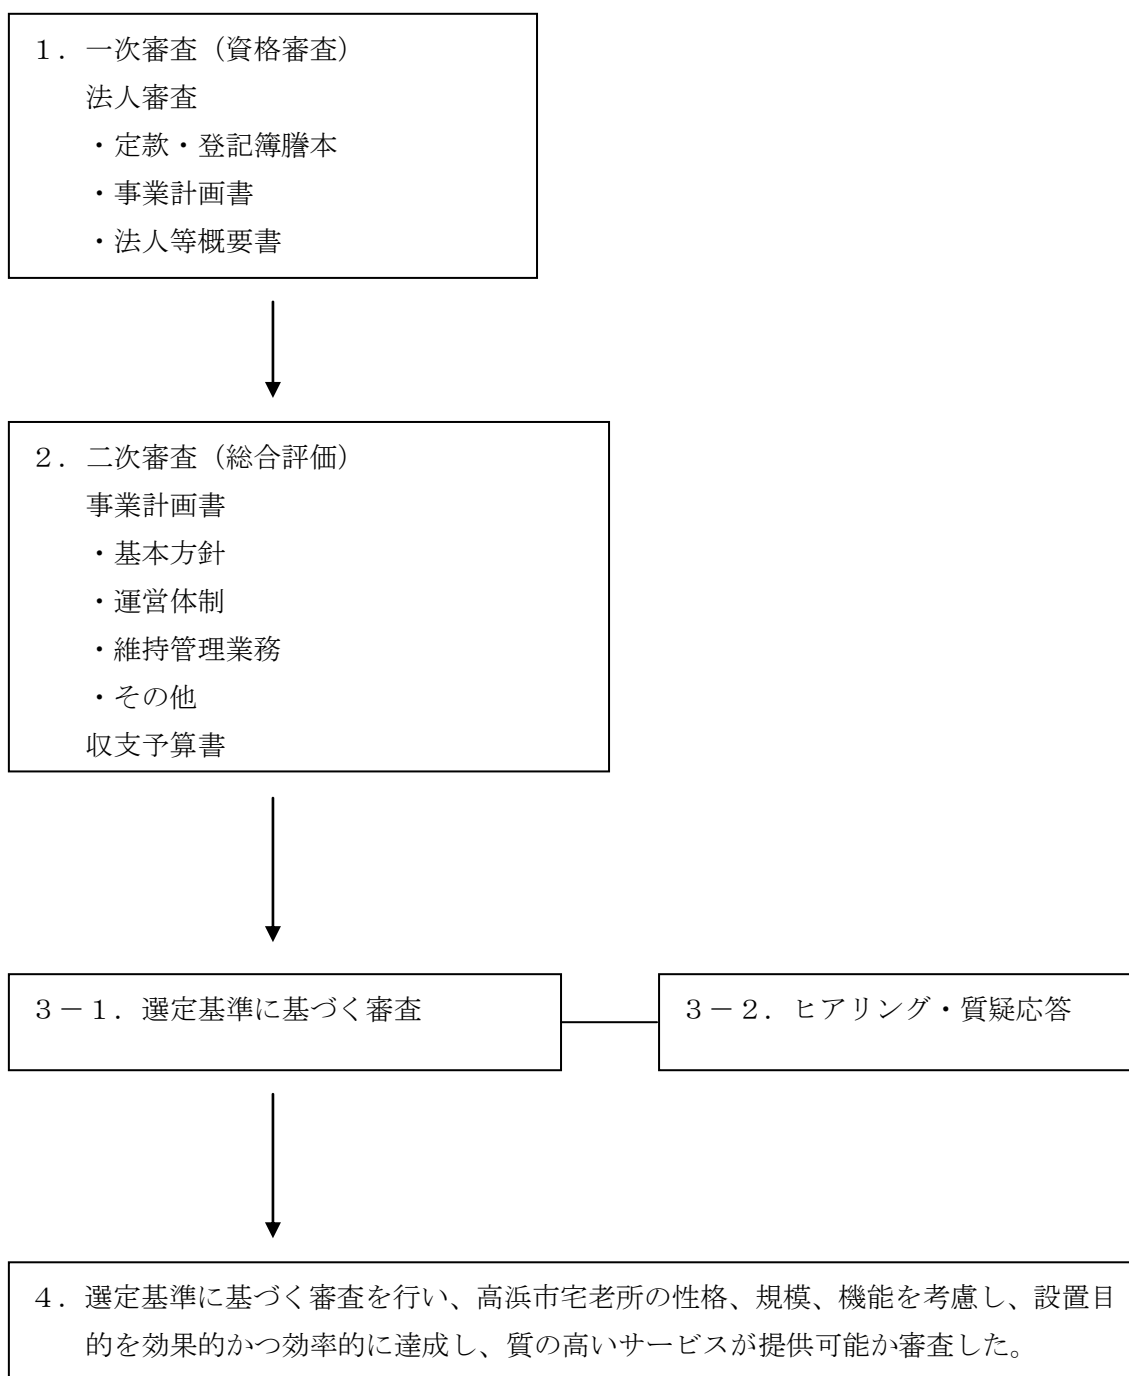 １．一次審査（資格審査）
法人審査
・定款・登記簿謄本
・事業計画書
・法人等概要書
２．二次審査（総合評価）
事業計画書
・基本方針
・運営体制
・維持管理業務
・その他
収支予算書
３－１．選定基準に基づく審査
３－２．ヒアリング・質疑応答
４．選定基準に基づく審査を行い、高浜市宅老所の性格、規模、機能を考慮し、設置目
的を効果的かつ効率的に達成し、質の高いサービスが提供可能か審査した。